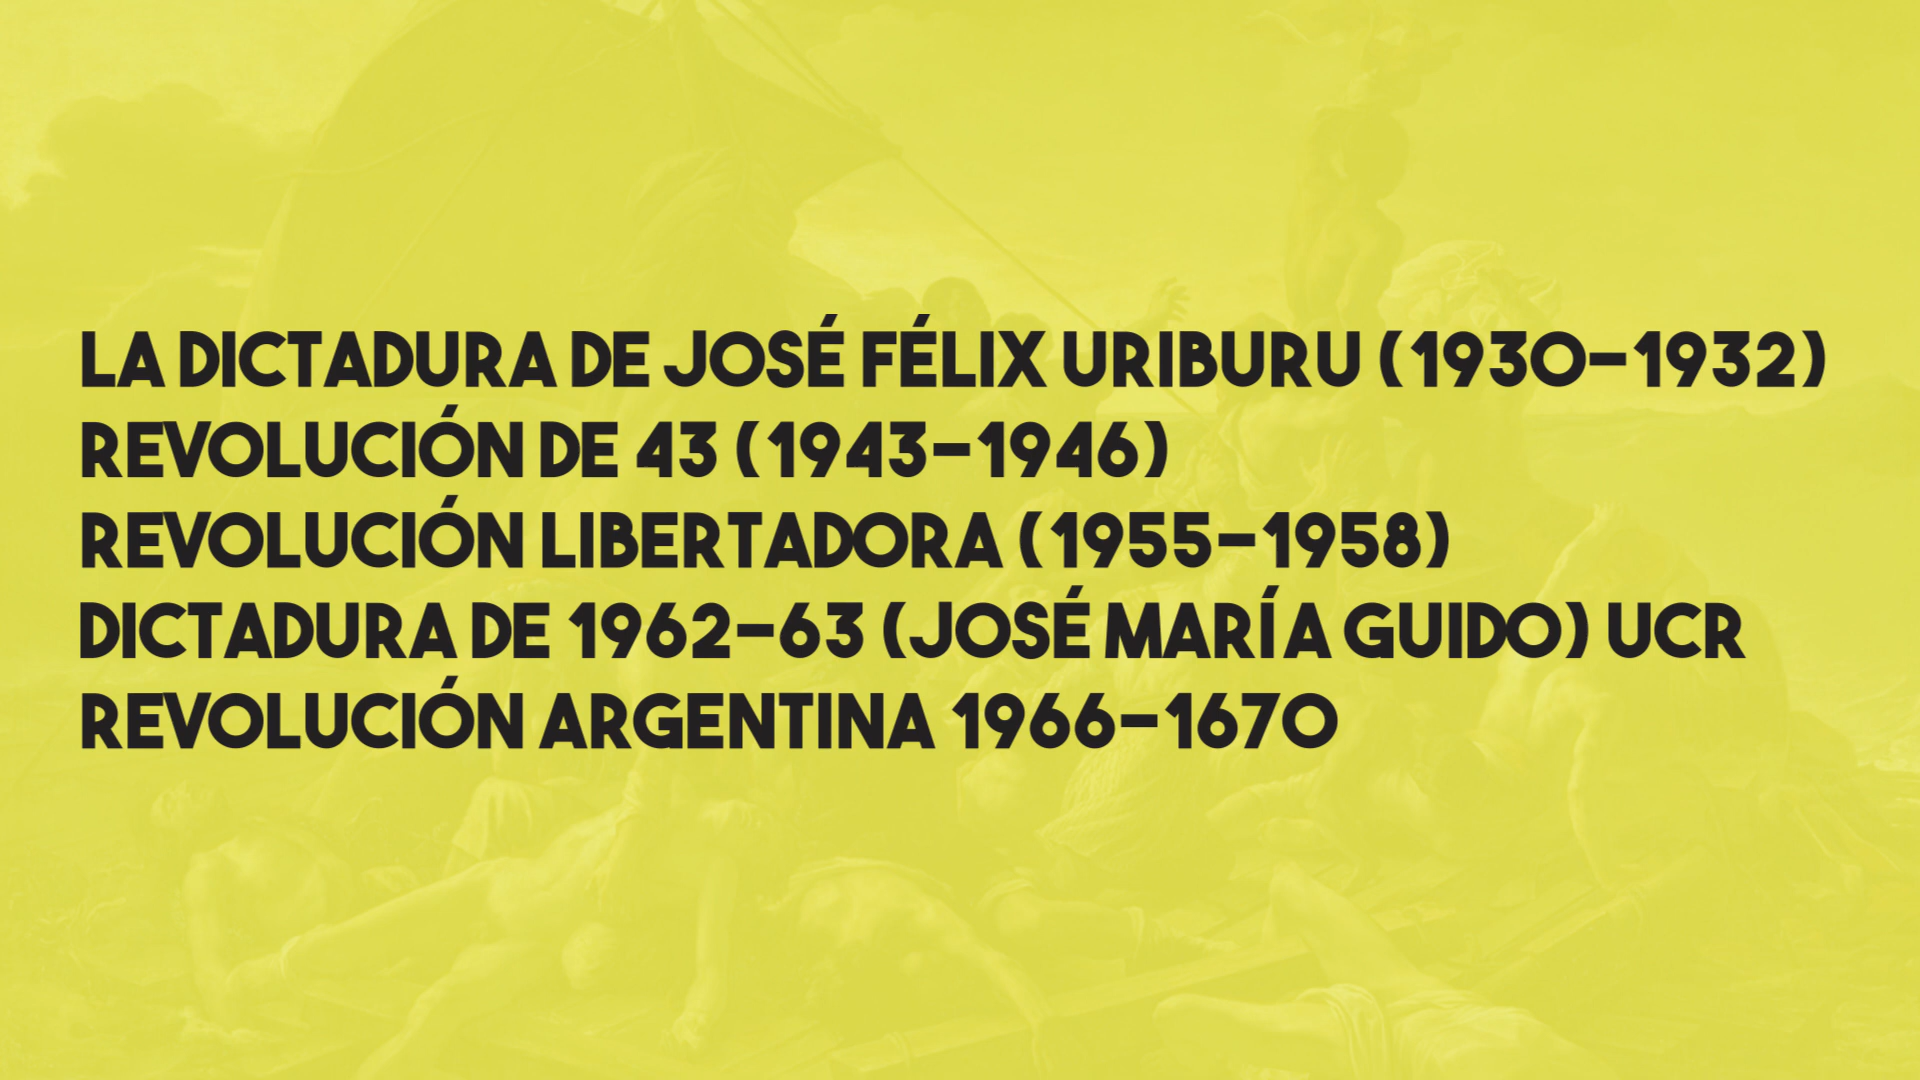 LA DICTADURA DE JOSÉ FÉLIX URIBURU (1930-1932)
REVOLUCIÓN DE 43 (1943-1946)
REVOLUCIÓN LIBERTADORA (1955-1958)
DICTADURA DE 1962-63 (JOSÉ MARÍA GUIDO) UCR
REVOLUCIÓN ARGENTINA 1966-1670